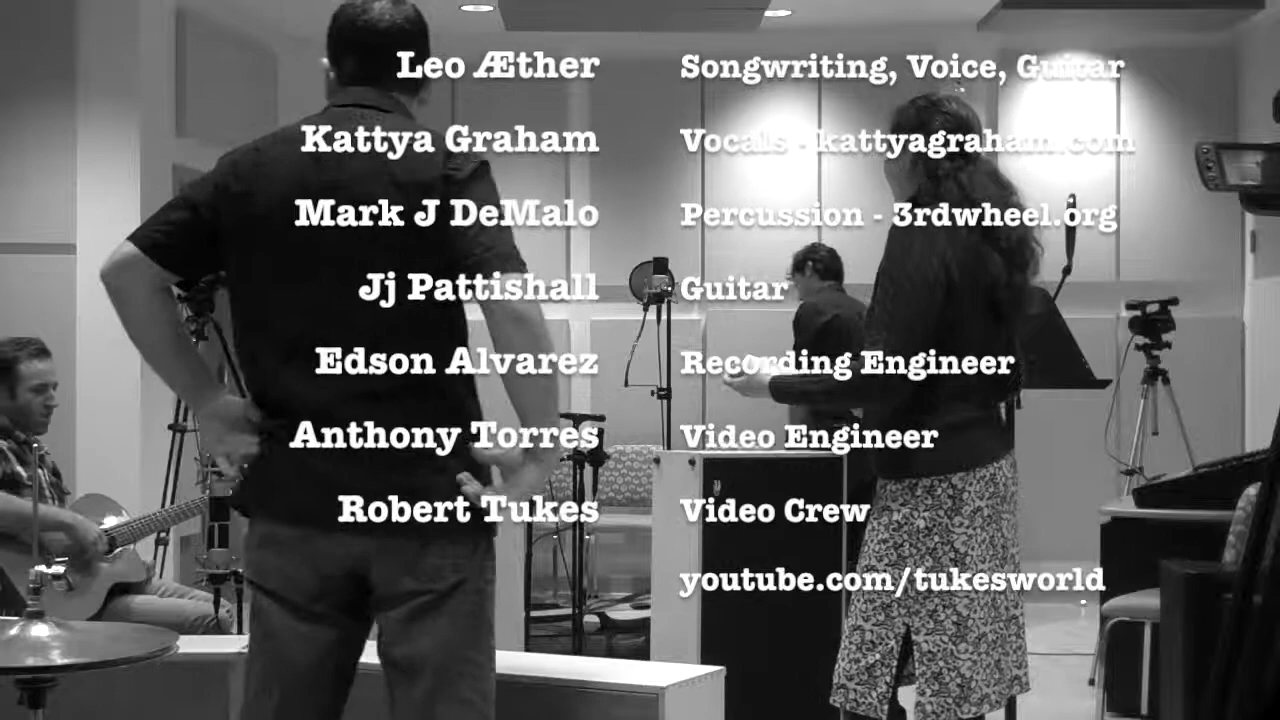 Leo Æther Songwriting, Voice, Guitar
Kattya Graham Vocals - kattyagraham.com
Mark J DeMalo Percussion - 3rdwheel.org
Jj Pattishall Guitar
Edson Alvarez Recording Engineer
Anthony Torres Video Engineer
Robert Tukes Video Crew
youtube.com/tukesworld